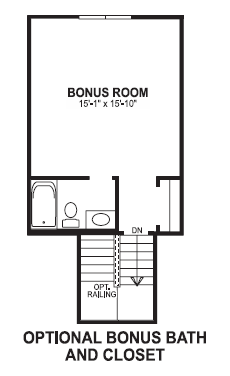 BONUS ROOM
15'-1" x 15'-10"
DN
OPT.
RAILING
OPTIONAL BONUS BATH
AND CLOSET